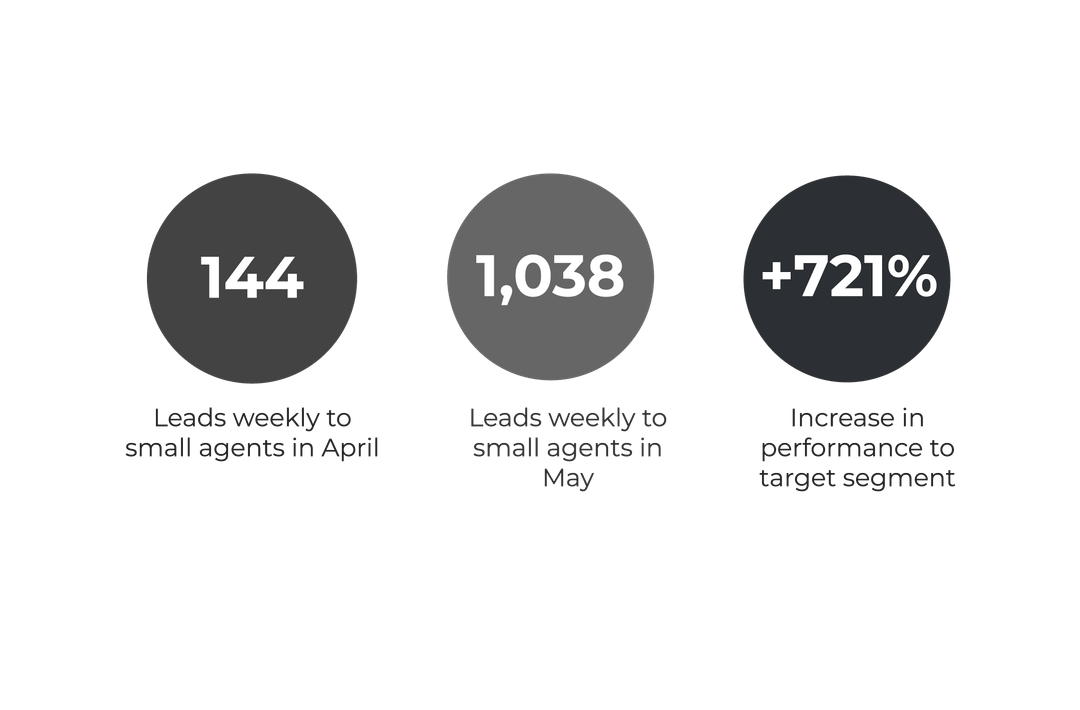 144
Leads weekly to
small agents in April
1,038
Leads weekly to
small agents in
May
+721%
Increase in
performance to
target segment